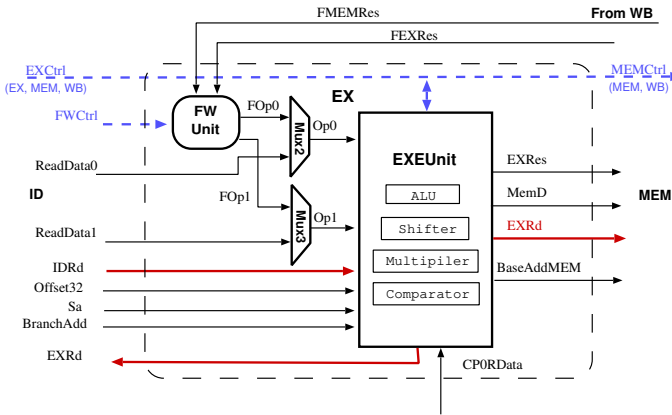 FMEMRes
From WB
FEXRes
EXCtrl
(EX, MEM, WB)
MEMCtrl
(MEM, WB)
FWCtrl
FW
Unit
FOp0
Mux2
Op0
EX
EXEUnit
ReadData0
EXRes
ID
FOp1
ALU
MemD
MEM
Mux3
Op1
Shifter
EXRd
ReadData1
IDRd
Multipiler
BaseAddMEM
Offset32
Comparator
Sa
BranchAdd
EXRd
CP0RData